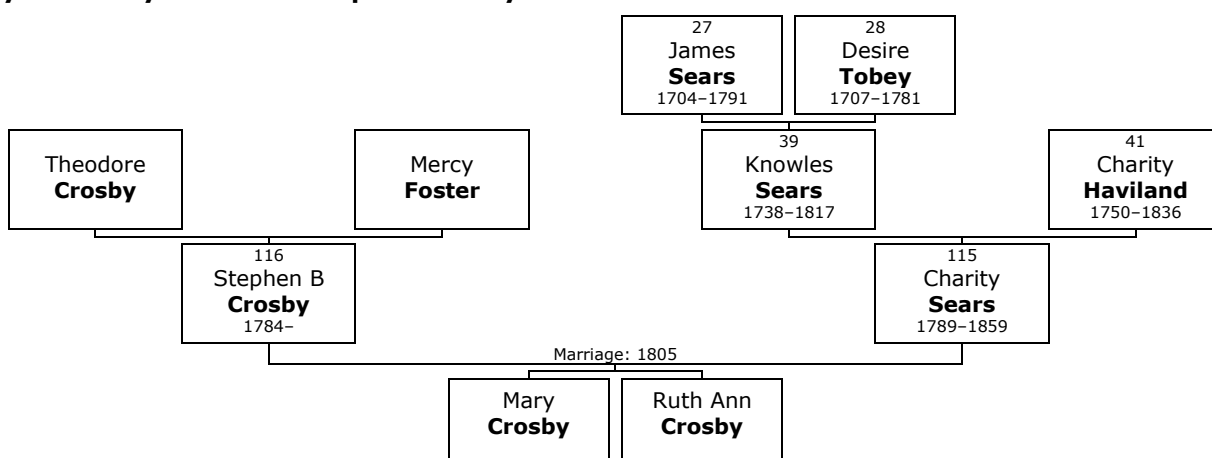 27
James
Sears
1704–1791
28
Desire
Tobey
1707–1781
Theodore
Crosby
Mercy
Foster
39
Knowles
Sears
1738–1817
41
Charity
Haviland
1750–1836
116
Stephen B
Crosby
1784–
115
Charity
Sears
1789–1859
Marriage: 1805
Mary
Crosby
Ruth Ann
Crosby